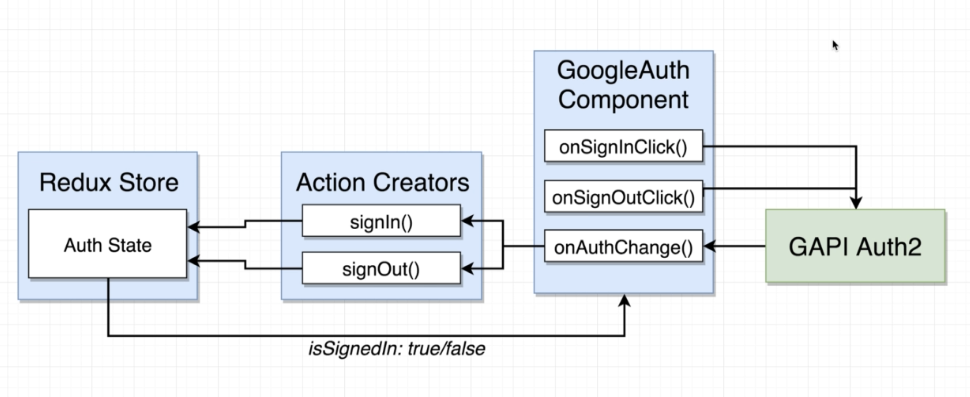 GoogleAuth
Component
onSignInClick()
onSignOutClick()
onAuthChange()
Redux Store
Auth State
Action Creators
signIn()
signOut()
GAPI Auth2
isSignedIn: true/false